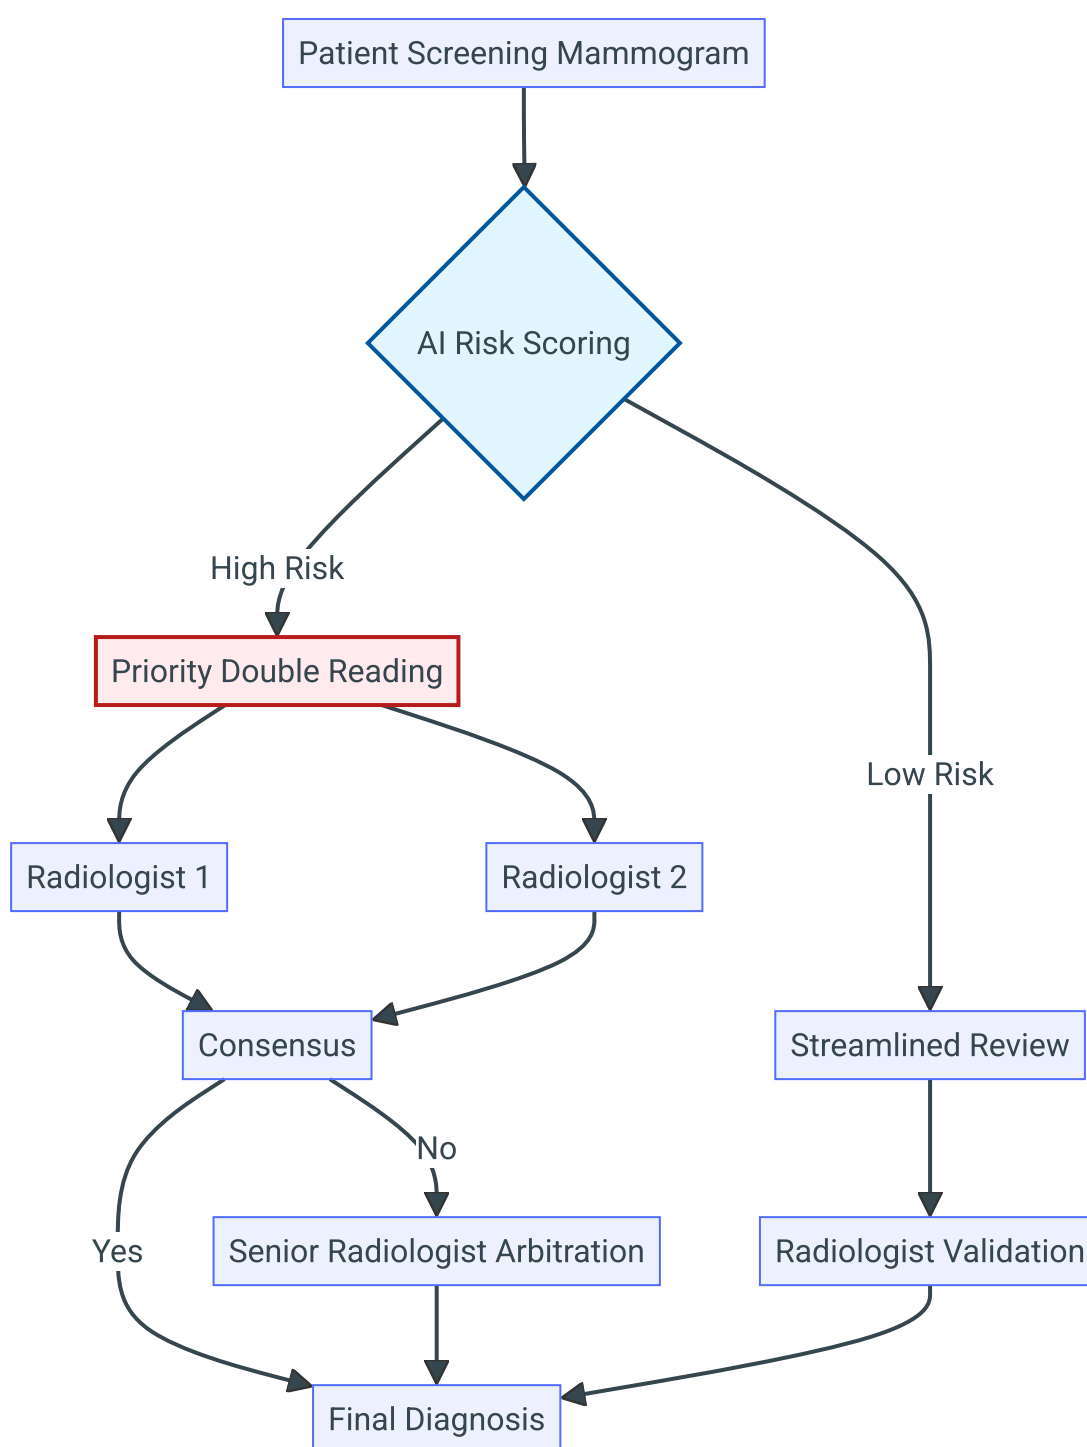 Patient Screening Mammogram
AI Risk Scoring
High Risk
Priority Double Reading
Low Risk
Radiologist 1
Radiologist 2
Consensus
Streamlined Review
No
Yes
Senior Radiologist Arbitration
Radiologist Validation
Final Diagnosis